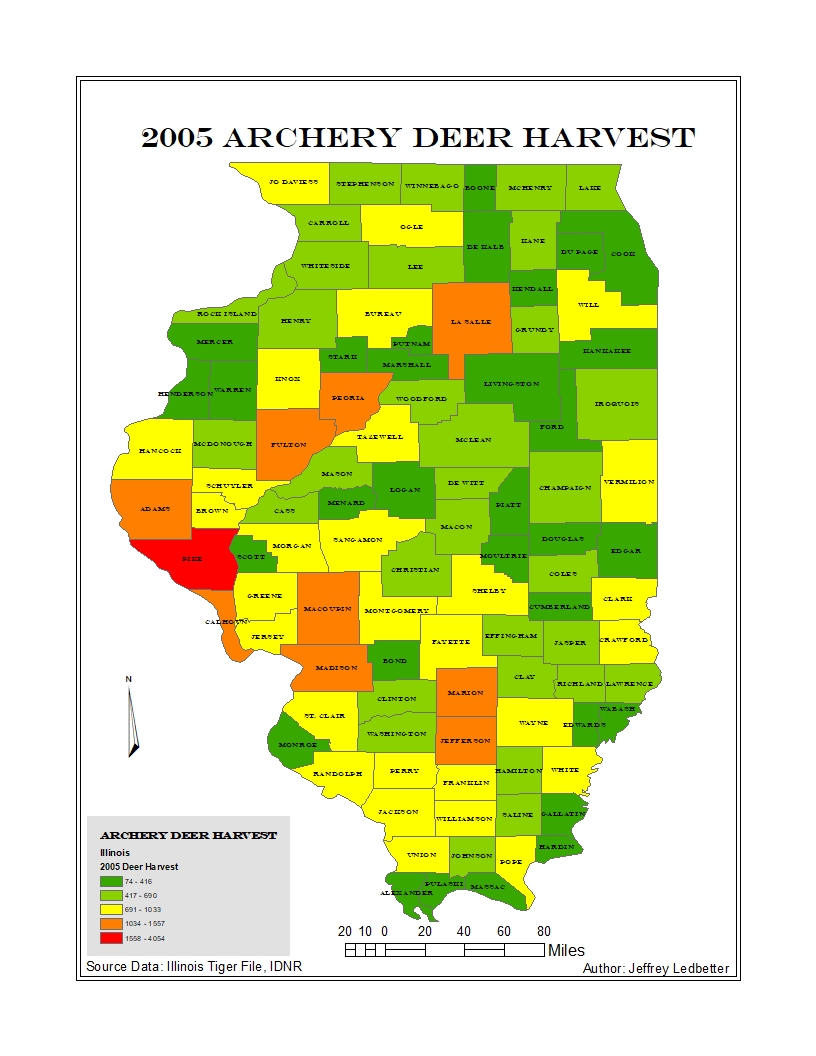 2005 ARCHERY DEER HARVEST
JO DAVIESS STEPHENSON WINNEBAGO BOONE MCHENRY LAKE
CARROLL OGLE DE KALB KANE DU PAGE COOK
WHITESIDE LEE
KENDALL
ROCK ISLAND HENRY BUREAU LA SALLE GRUNDY WILL
MERCER PUTNAM
STARK MARSHALL KANKAKEE
HENDERSON WARREN KNOX PEORIA WOODFORD LIVINGSTON IROQUOIS
FORD
HANCOCK MCDONOUGH FULTON TAZEWELL MCLEAN
MASON
SCHUYLER LOGAN DE WITT CHAMPAIGN VERMILION
ADAMS BROWN CASS MENARD PIATT
MACON
PIKE SCOTT MORGAN SANGAMON DOUGLAS EDGAR
CHRISTIAN MOULTRIE COLES
GREENE SHELBY CLARK
CALHOUN MACOUPIN MONTGOMERY CUMBERLAND
JERSEY FAYETTE EFFINGHAM JASPER CRAWFORD
MADISON BOND
CLAY RICHLAND LAWRENCE
CLINTON MARION
N
ST. CLAIR WAYNE EDWARDS WABASH
MONROE WASHINGTON JEFFERSON
RANDOLPH PERRY FRANKLIN HAMILTON WHITE
JACKSON WILLIAMSON SALINE GALLATIN
UNION JOHNSON POPE HARDIN
ALEXANDER PULASKI MASSAC
ARCHERY DEER HARVEST
Illinois
2005 Deer Harvest
74 - 416
417 - 690
691 - 1033
1034 - 1557
1558 - 4054
20 10 0 20 40 60 80
Miles
Source Data: Illinois Tiger File, IDNR
Author: Jeffrey Ledbetter